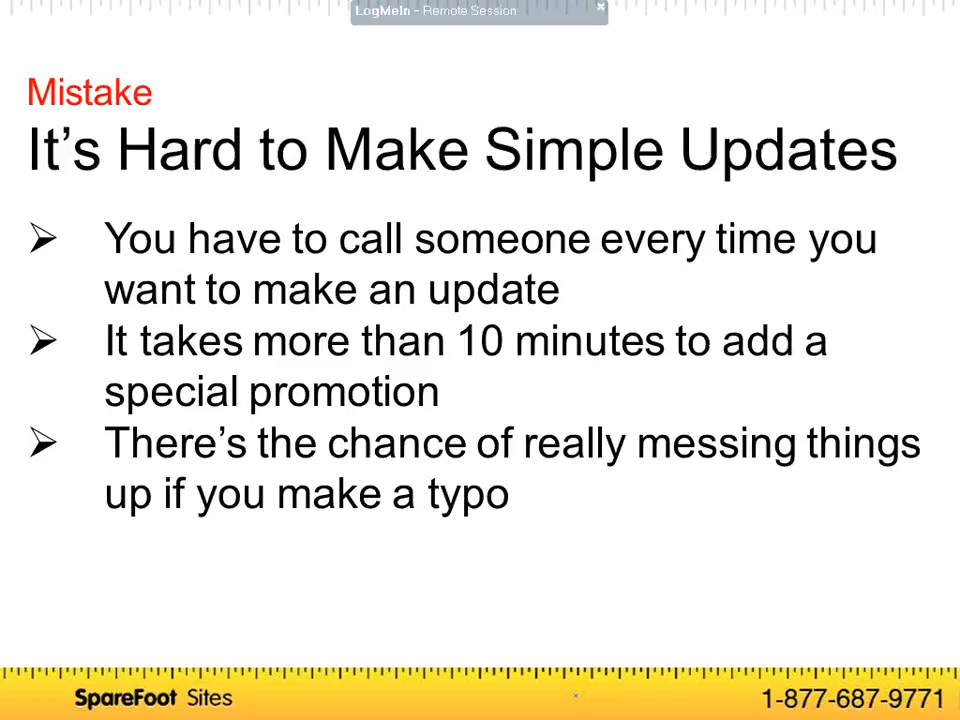 LogMeIn - Remote Session
Mistake
It’s Hard to Make Simple Updates
You have to call someone every time you
want to make an update
It takes more than 10 minutes to add a
special promotion
There’s the chance of really messing things
up if you make a typo
SpareFoot Sites
1-877-687-9771